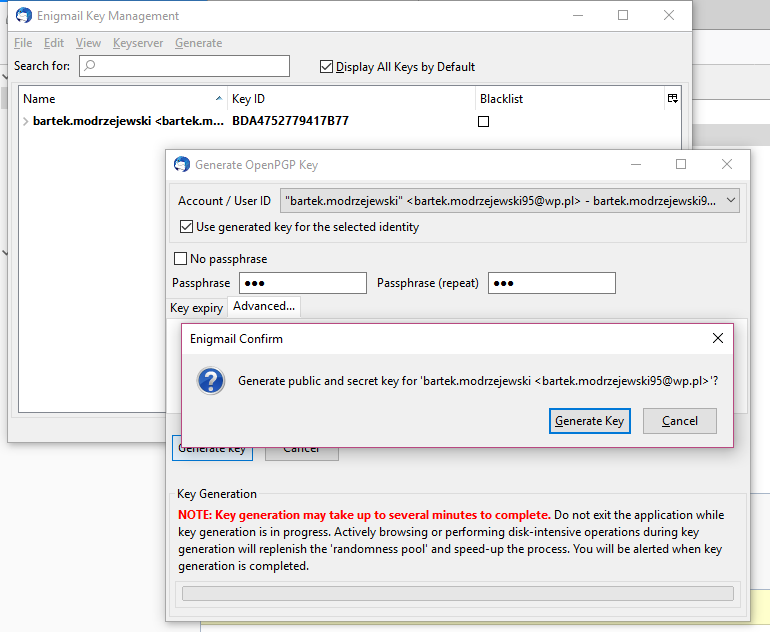 Enigmail Key Management
File Edit View Keyserver Generate
Search for:
Display All Keys by Default
Name Key ID Blacklist
bartek.modrzejewski <bartek.m... BDA4752779417B77
Generate OpenPGP Key
Account / User ID "bartek.modrzejewski" <bartek.modrzejewski95@wp.pl> - bartek.modrzejewski9...
Use generated key for the selected identity
No passphrase
Passphrase ●●● Passphrase (repeat) ●●●
Key expiry Advanced...
Enigmail Confirm
Generate public and secret key for 'bartek.modrzejewski <bartek.modrzejewski95@wp.pl>'?
Generate Key Cancel
Generate key Cancel
Key Generation
NOTE: Key generation may take up to several minutes to complete. Do not exit the application while
key generation is in progress. Actively browsing or performing disk-intensive operations during key
generation will replenish the 'randomness pool' and speed-up the process. You will be alerted when key
generation is completed.